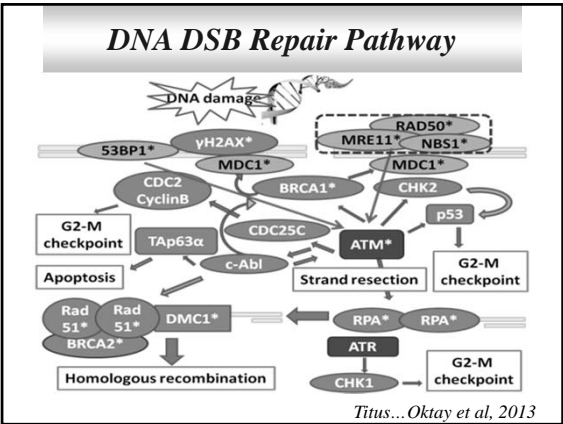 DNA DSB Repair Pathway
DNA damage
RAD50*
γH2AX*
MRE11*
NBS1*
53BP1*
MDC1*
MDC1*
CDC2
CyclinB
BRCA1*
CHK2
p53
G2-M
checkpoint
TAp63α
CDC25C
ATM*
G2-M
checkpoint
Apoptosis
c-Abl
Strand resection
Rad
51*
Rad
51*
DMC1*
RPA*
RPA*
BRCA2*
ATR
Homologous recombination
CHK1
G2-M
checkpoint
Titus…Oktay et al, 2013